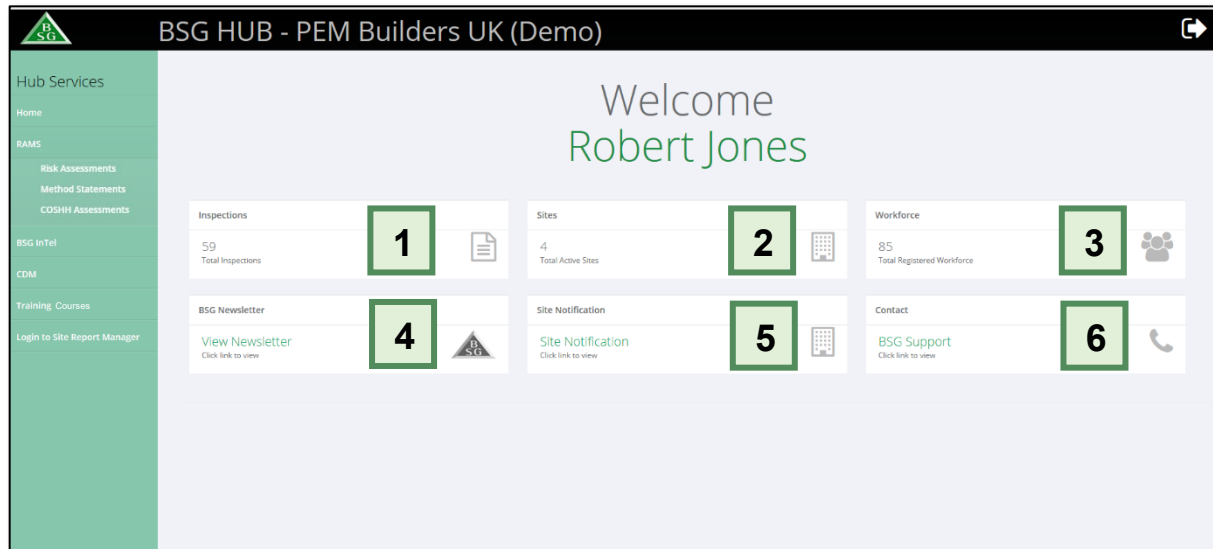 B
SG
BSG HUB - PEM Builders UK (Demo)
Hub Services
Home
RAMS
Risk Assessments
Method Statements
COSHH Assessments
BSG InTel
CDM
Training Courses
Login to Site Report Manager
Welcome
Robert Jones
Inspections
59
Total Inspections
1
Sites
4
Total Active Sites
2
Workforce
85
Total Registered Workforce
3
BSG Newsletter
View Newsletter
Click link to view
4
B
SG
Site Notification
Site Notification
Click link to view
5
Contact
BSG Support
Click link to view
6